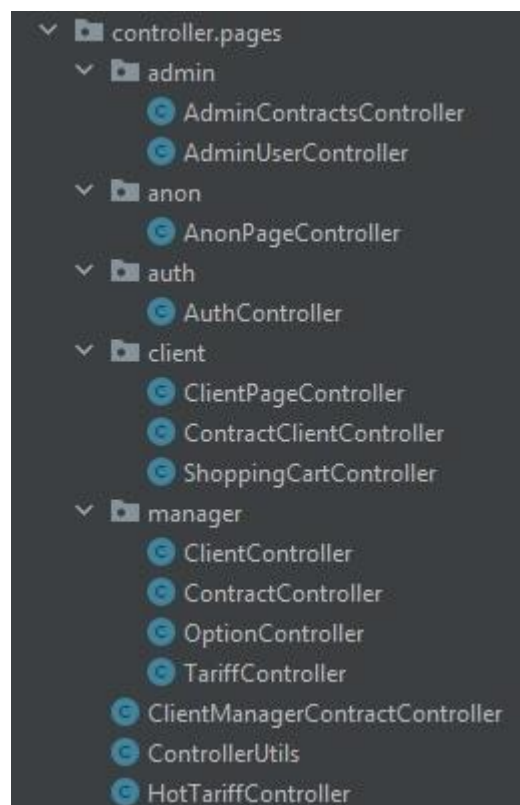 controller.pages
admin
AdminContractsController
AdminUserController
anon
AnonPageController
auth
AuthController
client
ClientPageController
ContractClientController
ShoppingCartController
manager
ClientController
ContractController
OptionController
TariffController
ClientManagerContractController
ControllerUtils
HotTariffController